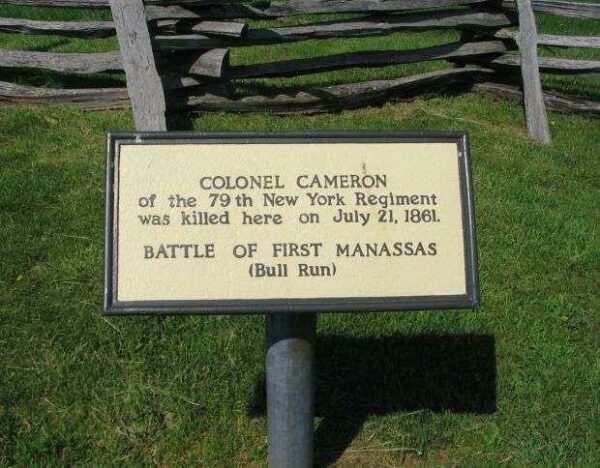 COLONEL CAMERON
of the 79th New York Regiment
was killed here on July 21, 1861.
BATTLE OF FIRST MANASSAS
(Bull Run)